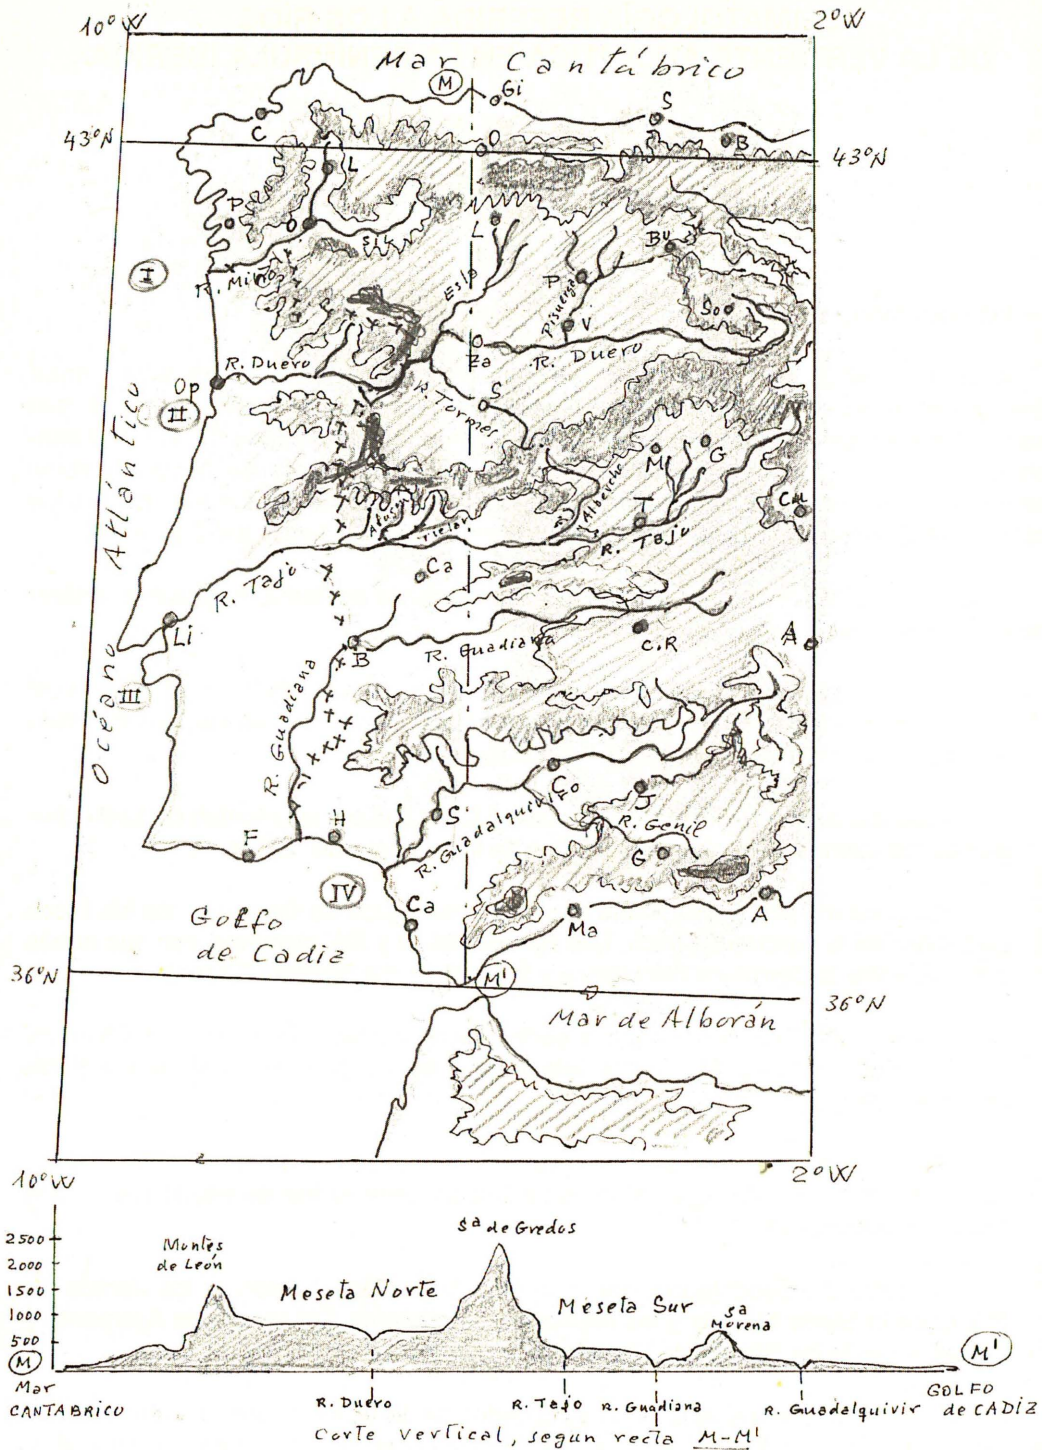 10°W
2°W
Mar Cantábrico
M
Gi
S
C
B
43°N
O
43°N
L
P
O
Sil
L
Bu
I
R. Miño
Esla
P
Pisuerga
So
V
Za
R. Duero
R. Duero
Op
R. Tormes
S
II
M
G
Océano Atlántico
T
Alberche
Cu
Tietar
R. Tajo
R. Tajo
Ca
Li
B
R. Guadiana
C.R
A
III
R. Guadiana
Co
J
S
R. Guadalquivir
R. Genil
F
H
G
IV
Ca
Ma
A
Golfo
de Cadiz
36°N
M'
36°N
Mar de Alborán
10°W
2°W
Sª de Gredos
2500
2000
1500
1000
500
Montes
de León
Meseta Norte
Meseta Sur
Sª
Morena
M
M'
Mar
CANTABRICO
R. Duero
R. Tajo
R. Guadiana
R. Guadalquivir
GOLFO
de CADIZ
Corte vertical, segun recta M-M'